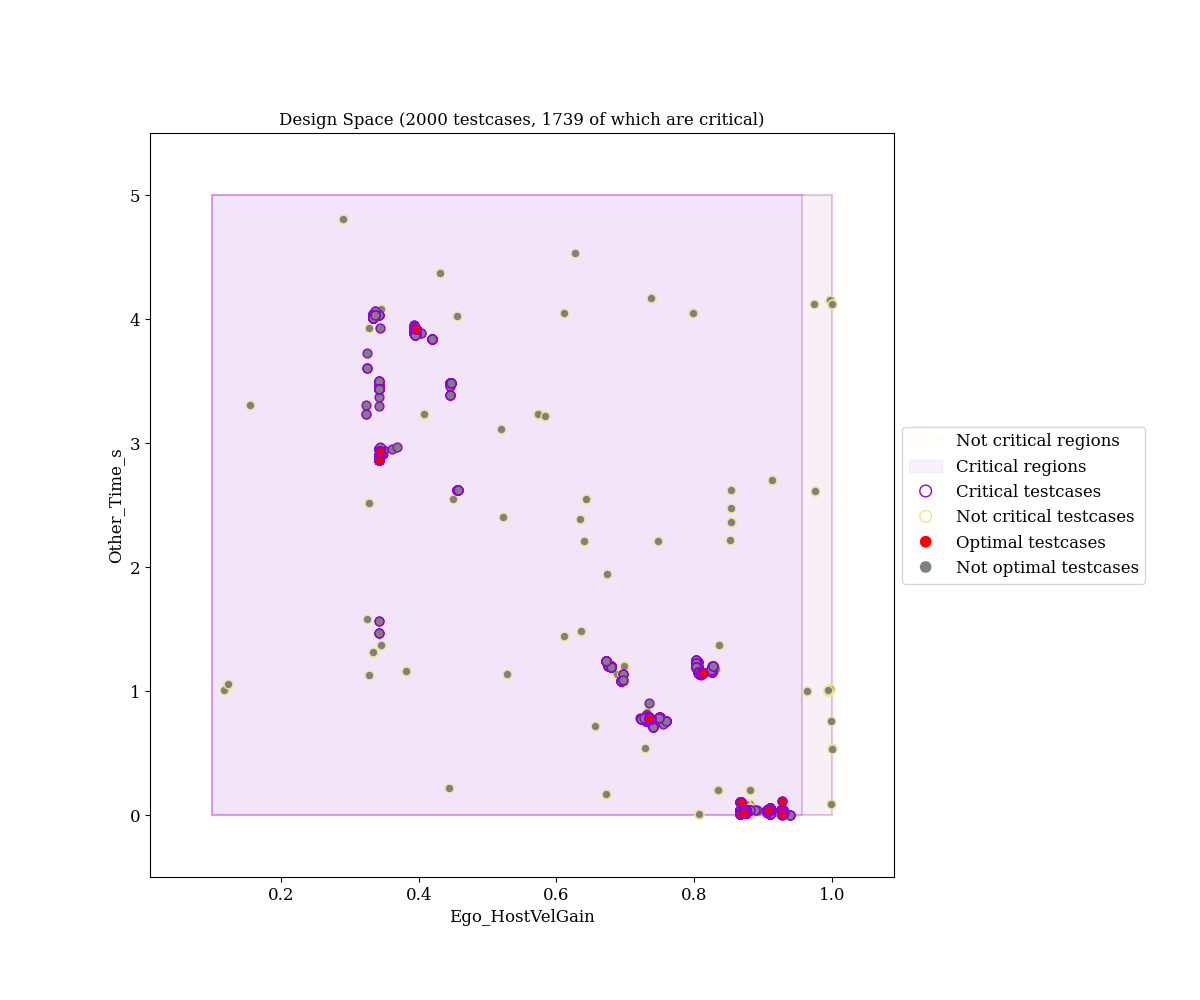 Design Space (2000 testcases, 1739 of which are critical)
5
4
3
2
1
0
Other_Time_s
0.2 0.4 0.6 0.8 1.0
Ego_HostVelGain
Not critical regions
Critical regions
Critical testcases
Not critical testcases
Optimal testcases
Not optimal testcases